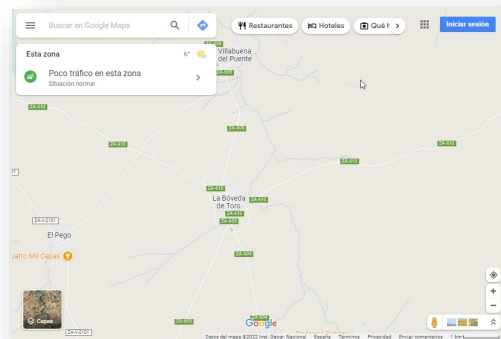 Buscar en Google Maps
Restaurantes
Hoteles
Qué h
Iniciar sesión
Esta zona
6°
Poco tráfico en esta zona
Situación normal
Villabuena
del Puente
ZA-605
ZA-610
ZA-605
ZA-610
ZA-610
ZA-610
ZA-610
La Bóveda
de Toro
ZA-610
ZA-610
ZA-605
ZA-V-2101
El Pego
uatro Mil Cepas
ZA-604
Capas
ZA-604
Google
ZA-V-2101
Datos del mapa ©2022 Inst. Geogr. Nacional
España
Términos
Privacidad
Enviar comentarios
1 km